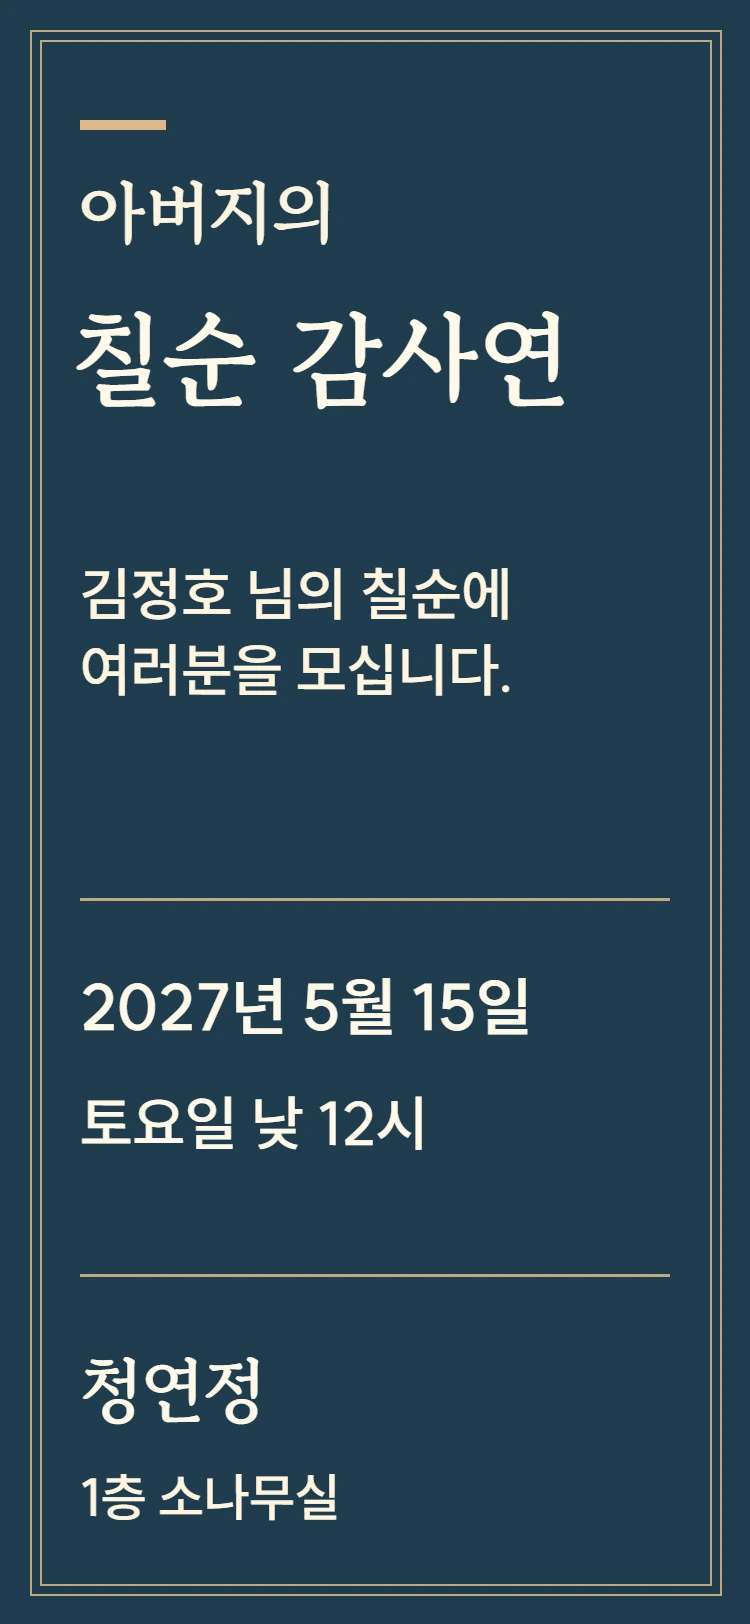 아버지의
칠순 감사연
김정호 님의 칠순에
여러분을 모십니다.
2027년 5월 15일
토요일 낮 12시
청연정
1층 소나무실